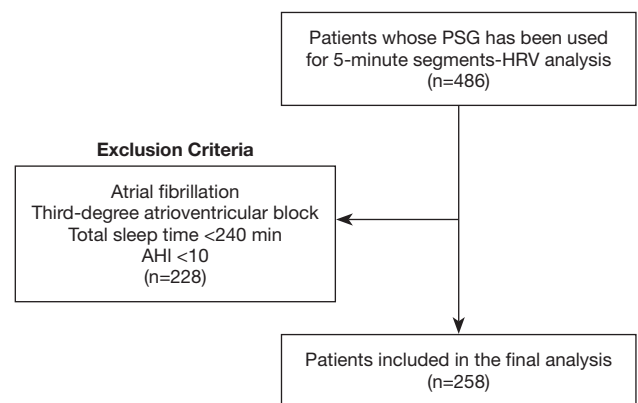 Patients whose PSG has been used
for 5-minute segments-HRV analysis
(n=486)
Exclusion Criteria
Atrial fibrillation
Third-degree atrioventricular block
Total sleep time <240 min
AHI <10
(n=228)
Patients included in the final analysis
(n=258)